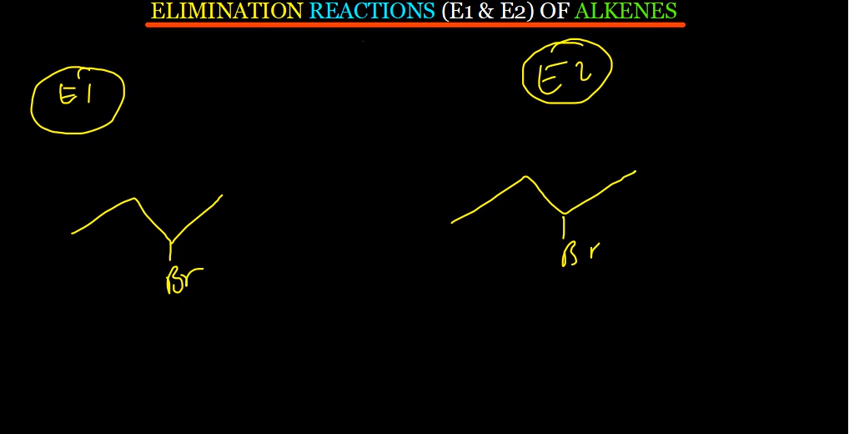 ELIMINATION REACTIONS (E1 & E2) OF ALKENES
E1
E2
Br
Br